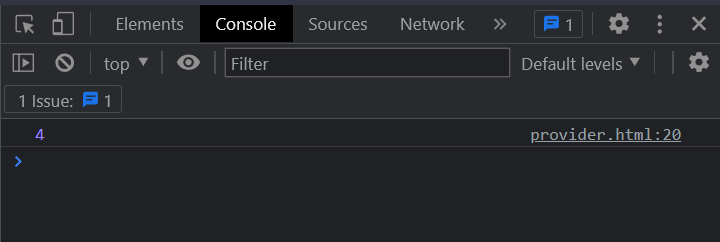 Elements Console Sources Network » 1
top ▼ Filter Default levels ▼
1 Issue: 1
4 provider.html:20